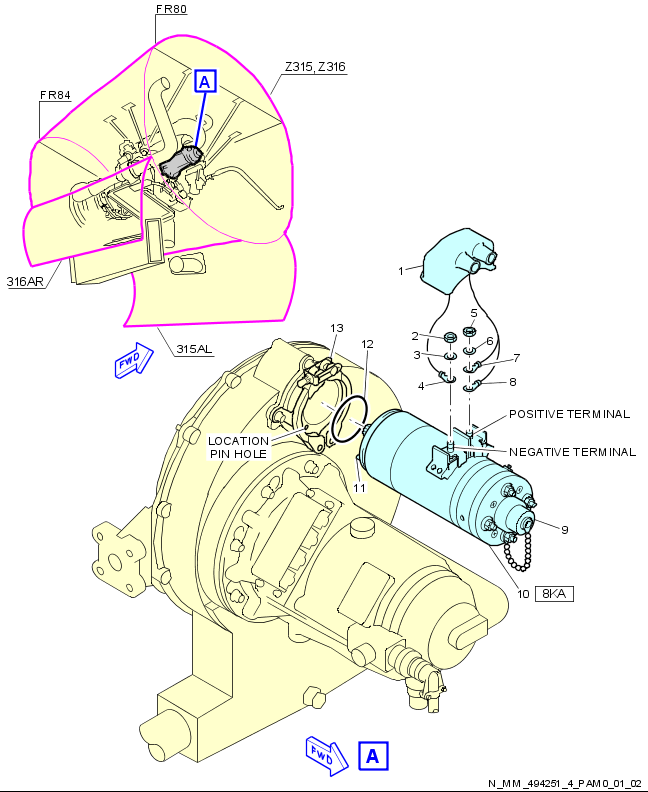 FR80
Z315, Z316
A
FR84
316AR
315AL
FWD
1
5
2
6
3
7
4
8
13
12
POSITIVE TERMINAL
LOCATION
PIN HOLE
NEGATIVE TERMINAL
11
9
10 8KA
FWD
A
N_MM_494251_4_PAM0_01_02